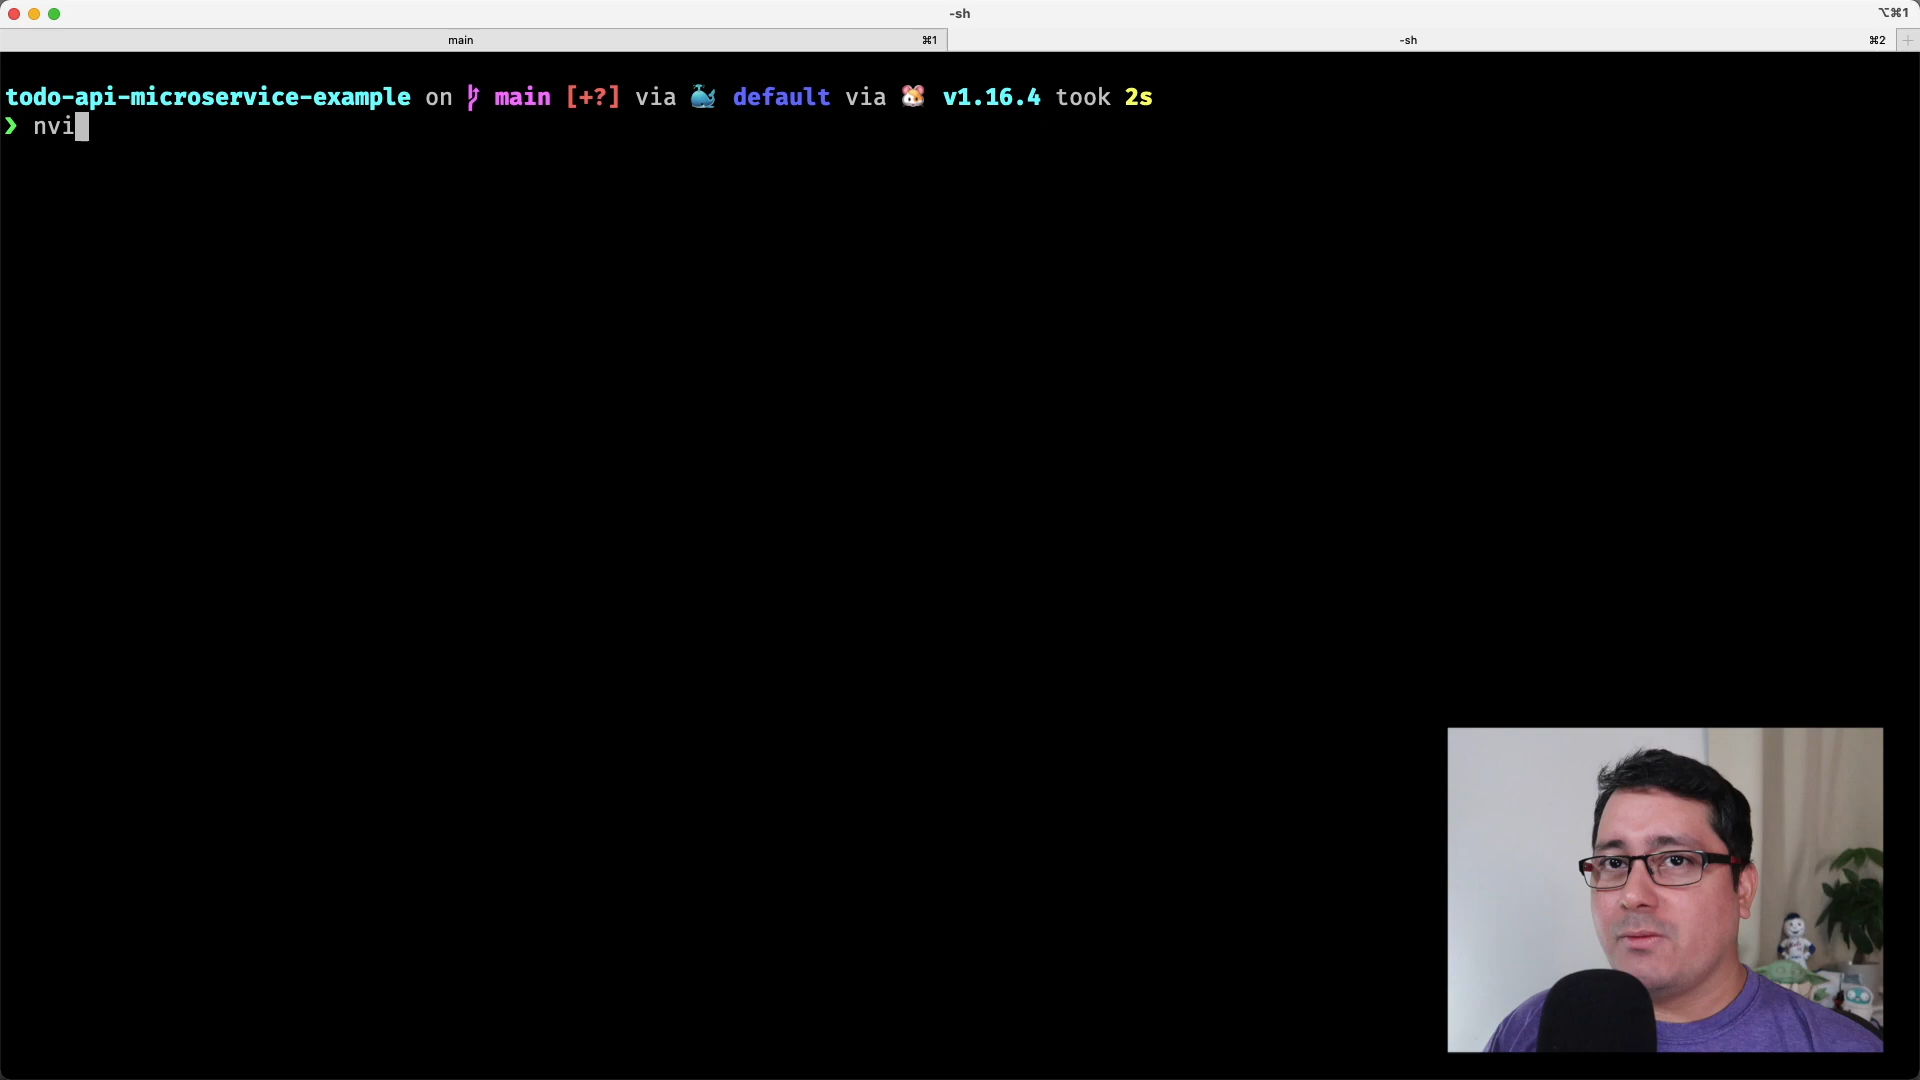 -sh
⌥⌘1
main ⌘1
-sh ⌘2
todo-api-microservice-example on main [+?] via 🐳 default via 🐹 v1.16.4 took 2s
❯ nvi